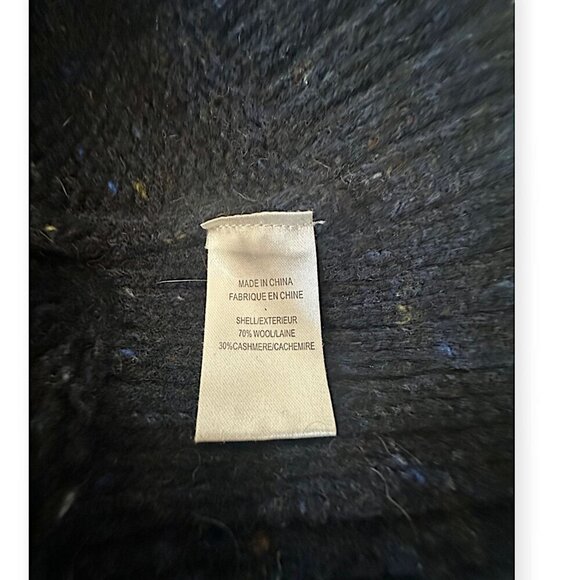 MADE IN CHINA
FABRIQUE EN CHINE
SHELL/EXTERIEUR
70% WOOL/LAINE
30%CASHMERE/CACHEMIRE